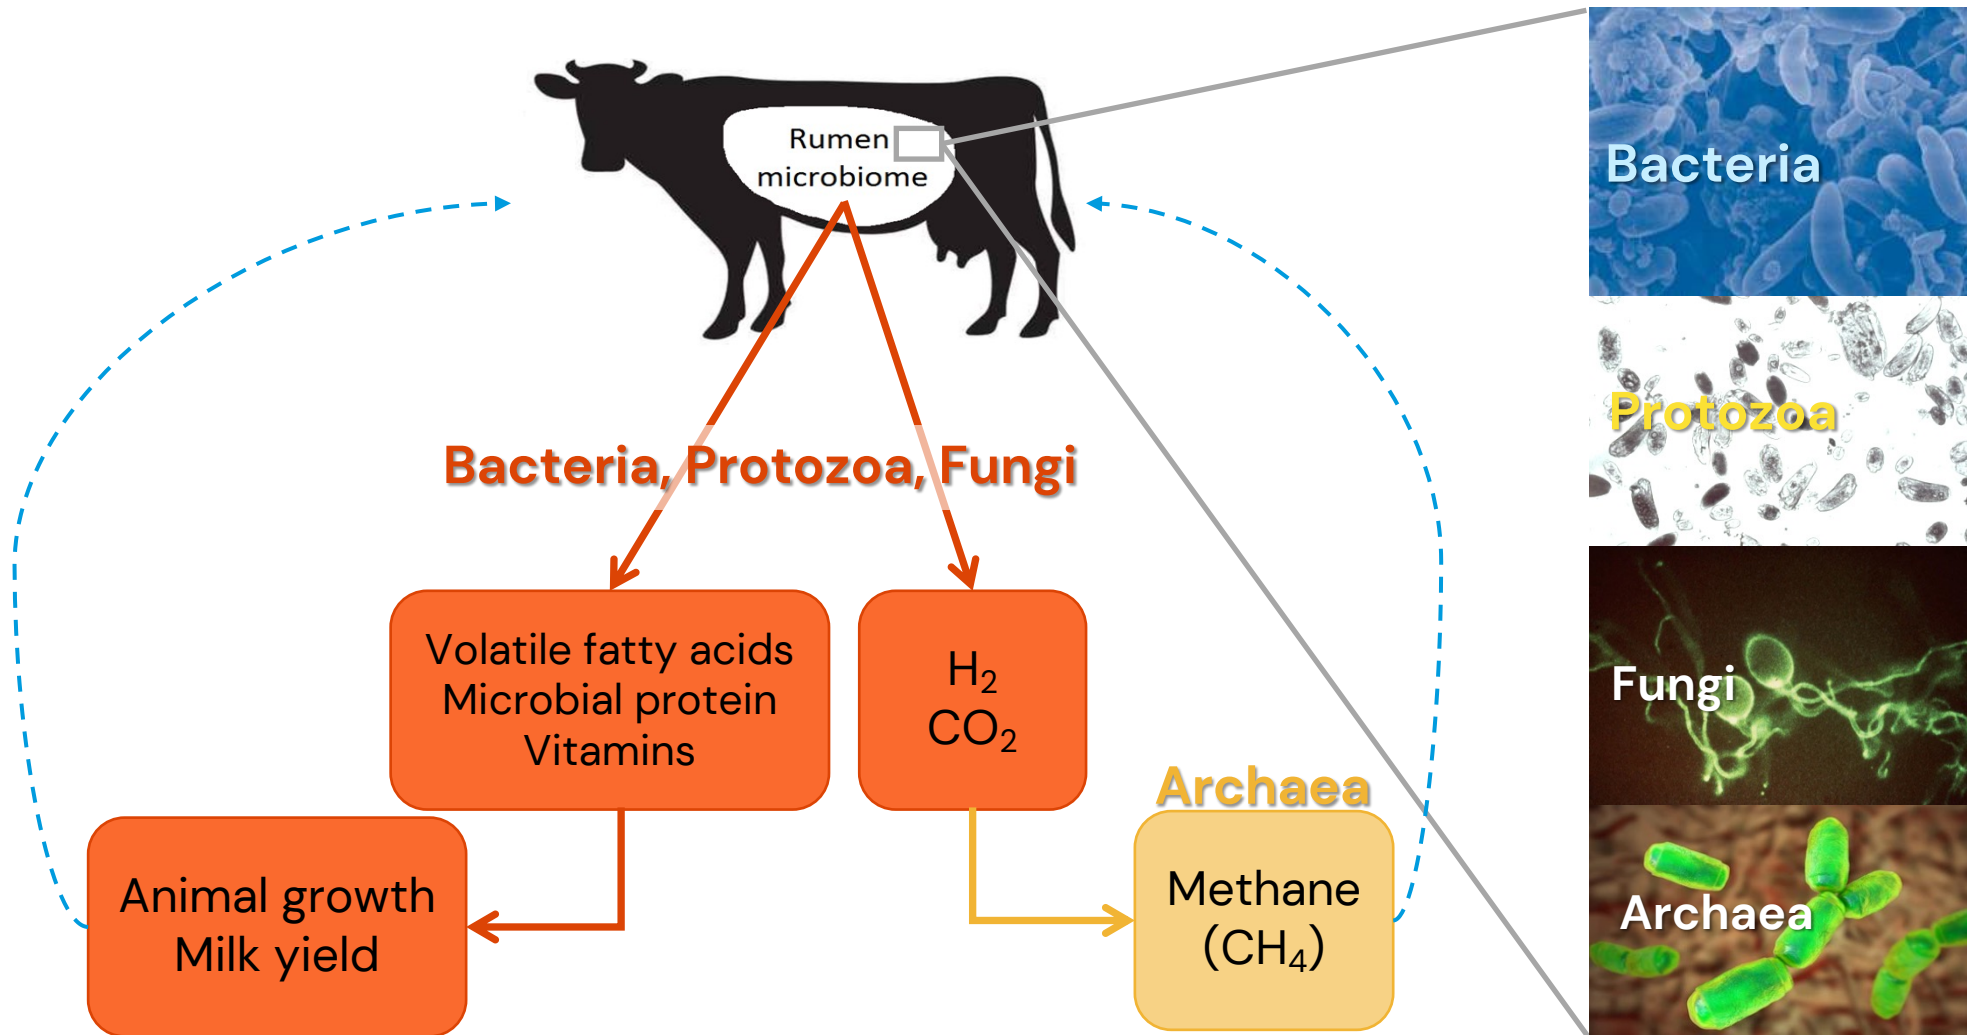 Rumen
microbiome
Bacteria, Protozoa, Fungi
Volatile fatty acids
Microbial protein
Vitamins
H₂
CO₂
Animal growth
Milk yield
Archaea
Methane
(CH₄)
Bacteria
Protozoa
Fungi
Archaea